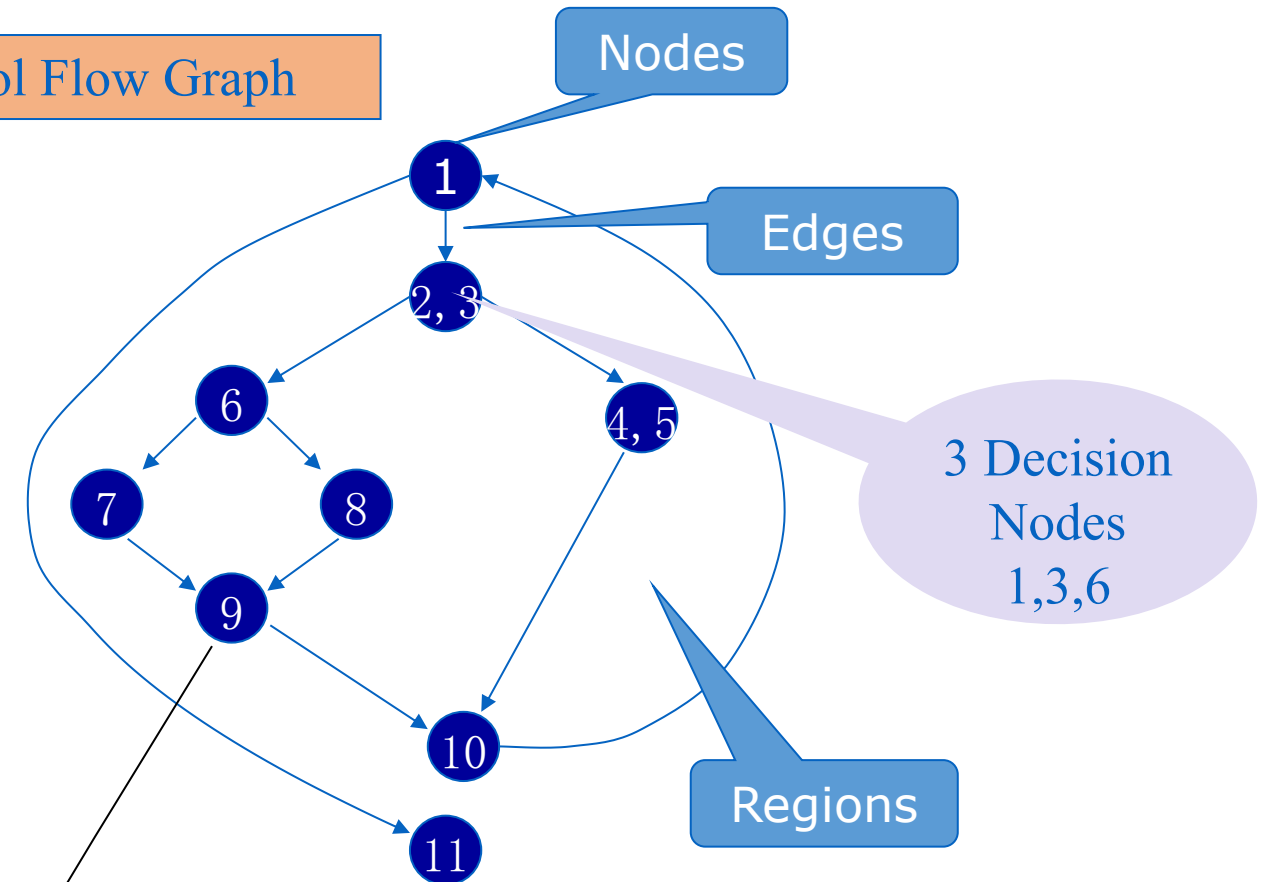 ol Flow Graph
Nodes
1
Edges
2, 3
6
4, 5
3 Decision
Nodes
1,3,6
7
8
9
10
Regions
11